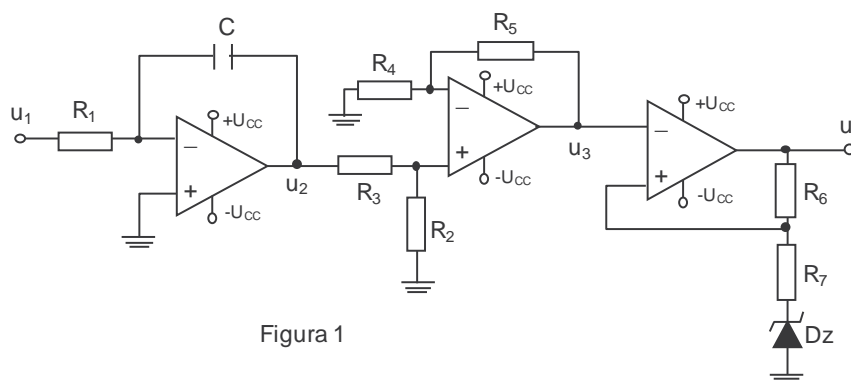 C
R5
R4
+UCC
u1
R1
+UCC
+UCC
u
u2
R3
u3
-UCC
-UCC
-UCC
R6
R2
R7
Figura 1
Dz